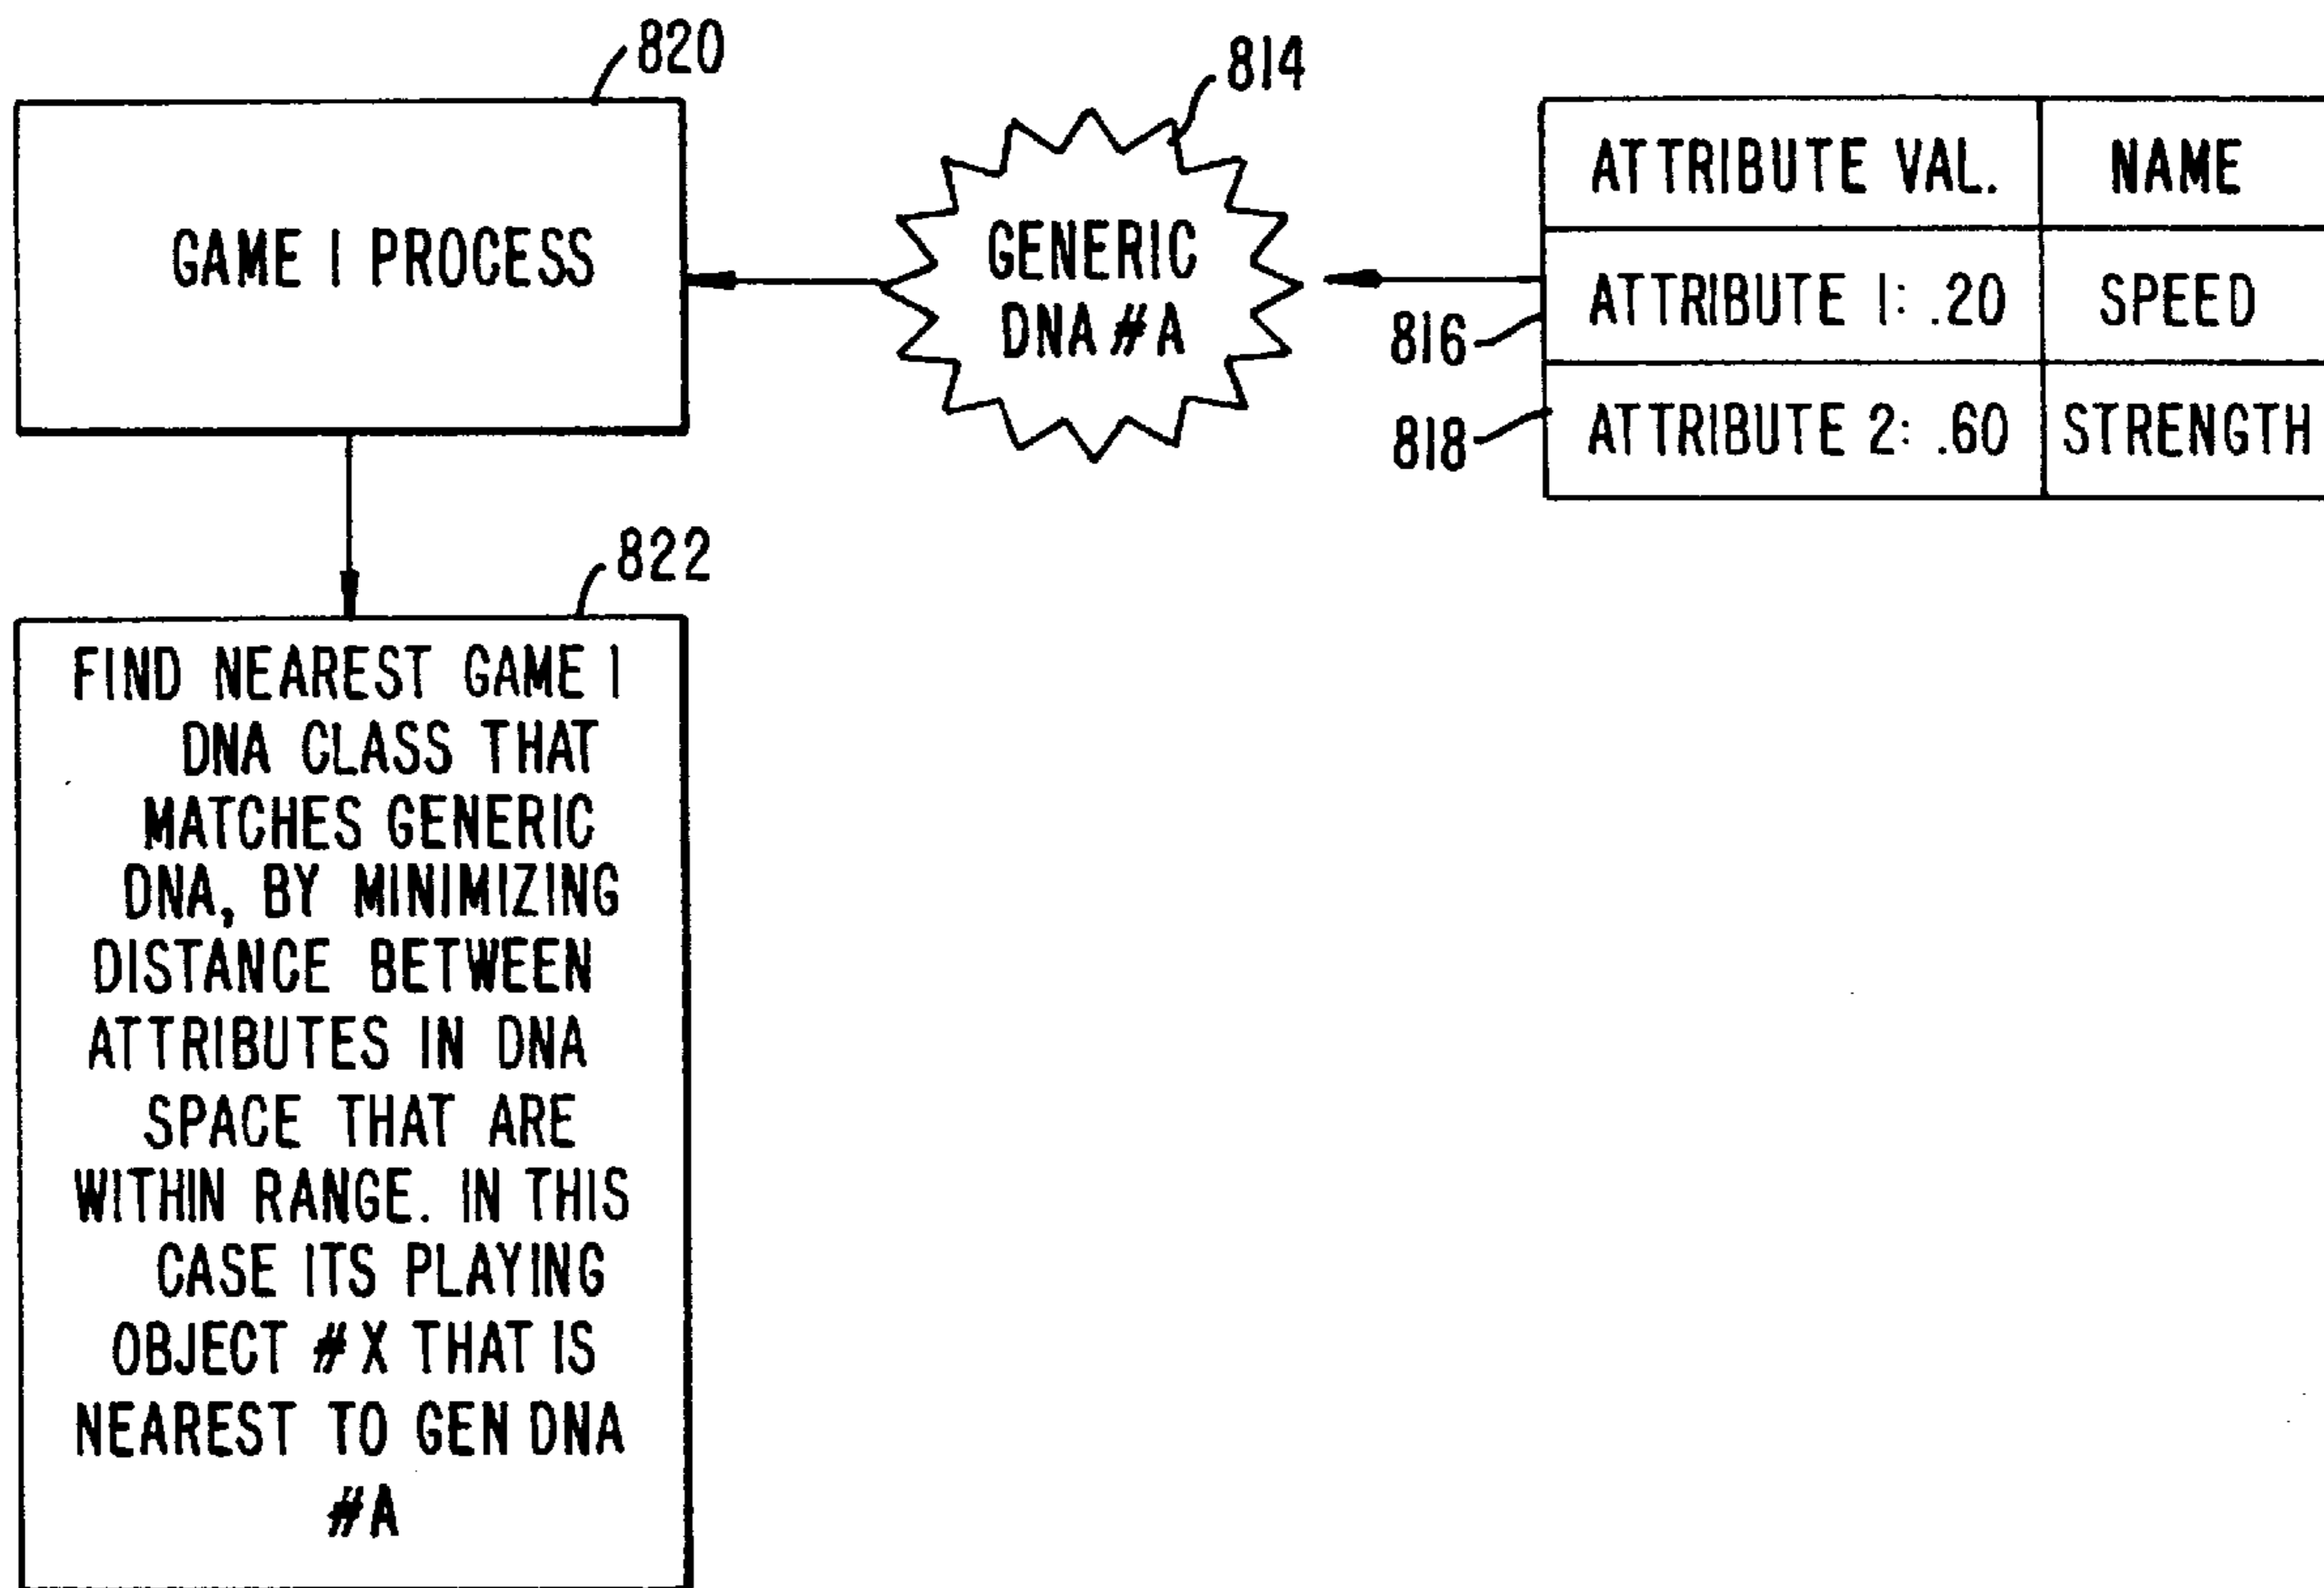 820
814
GAME 1 PROCESS
GENERIC
DNA #A
ATTRIBUTE VAL. NAME
ATTRIBUTE 1: .20 SPEED
ATTRIBUTE 2: .60 STRENGTH
816
818
822
FIND NEAREST GAME 1
DNA CLASS THAT
MATCHES GENERIC
DNA, BY MINIMIZING
DISTANCE BETWEEN
ATTRIBUTES IN DNA
SPACE THAT ARE
WITHIN RANGE. IN THIS
CASE ITS PLAYING
OBJECT #X THAT IS
NEAREST TO GEN DNA
#A